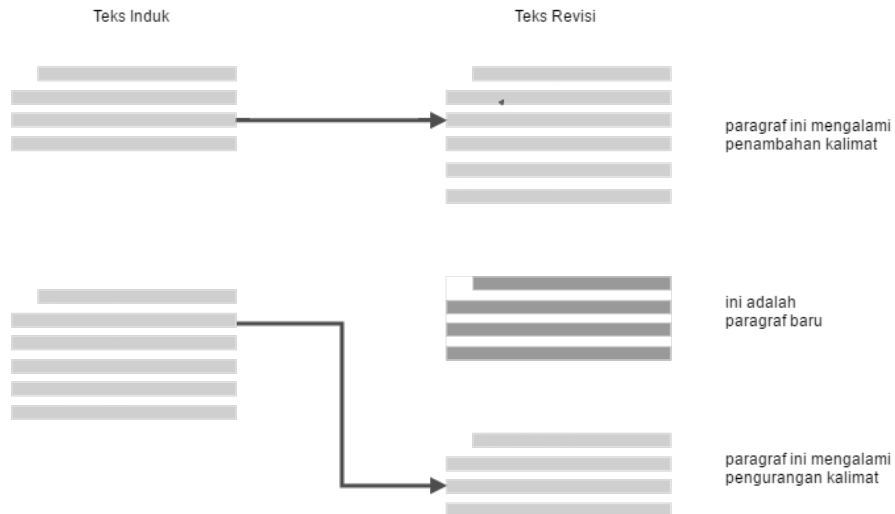 Teks Induk
Teks Revisi
paragraf ini mengalami
penambahan kalimat
ini adalah
paragraf baru
paragraf ini mengalami
pengurangan kalimat